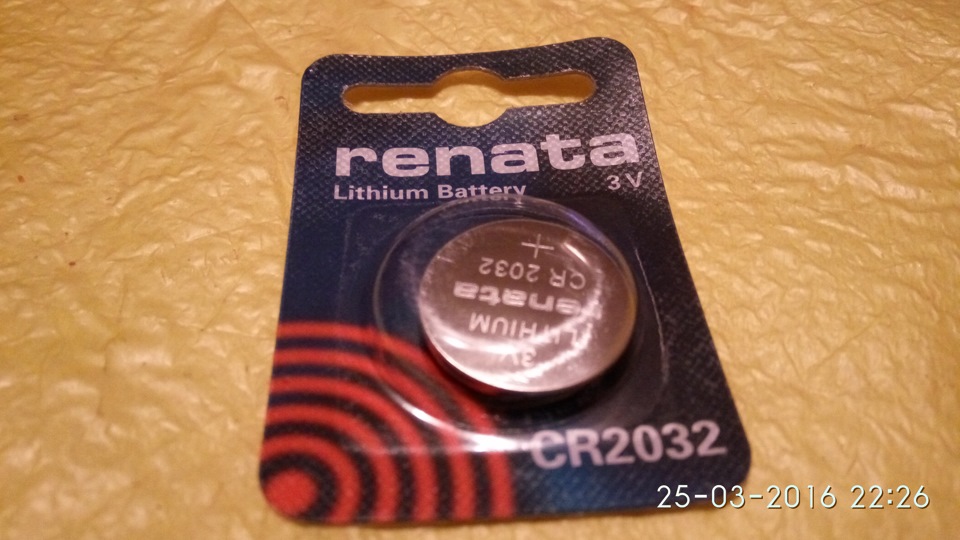 renata
Lithium Battery
3V
+
CR 2032
renata
LITHIUM
3V
CR2032
25-03-2016 22:26